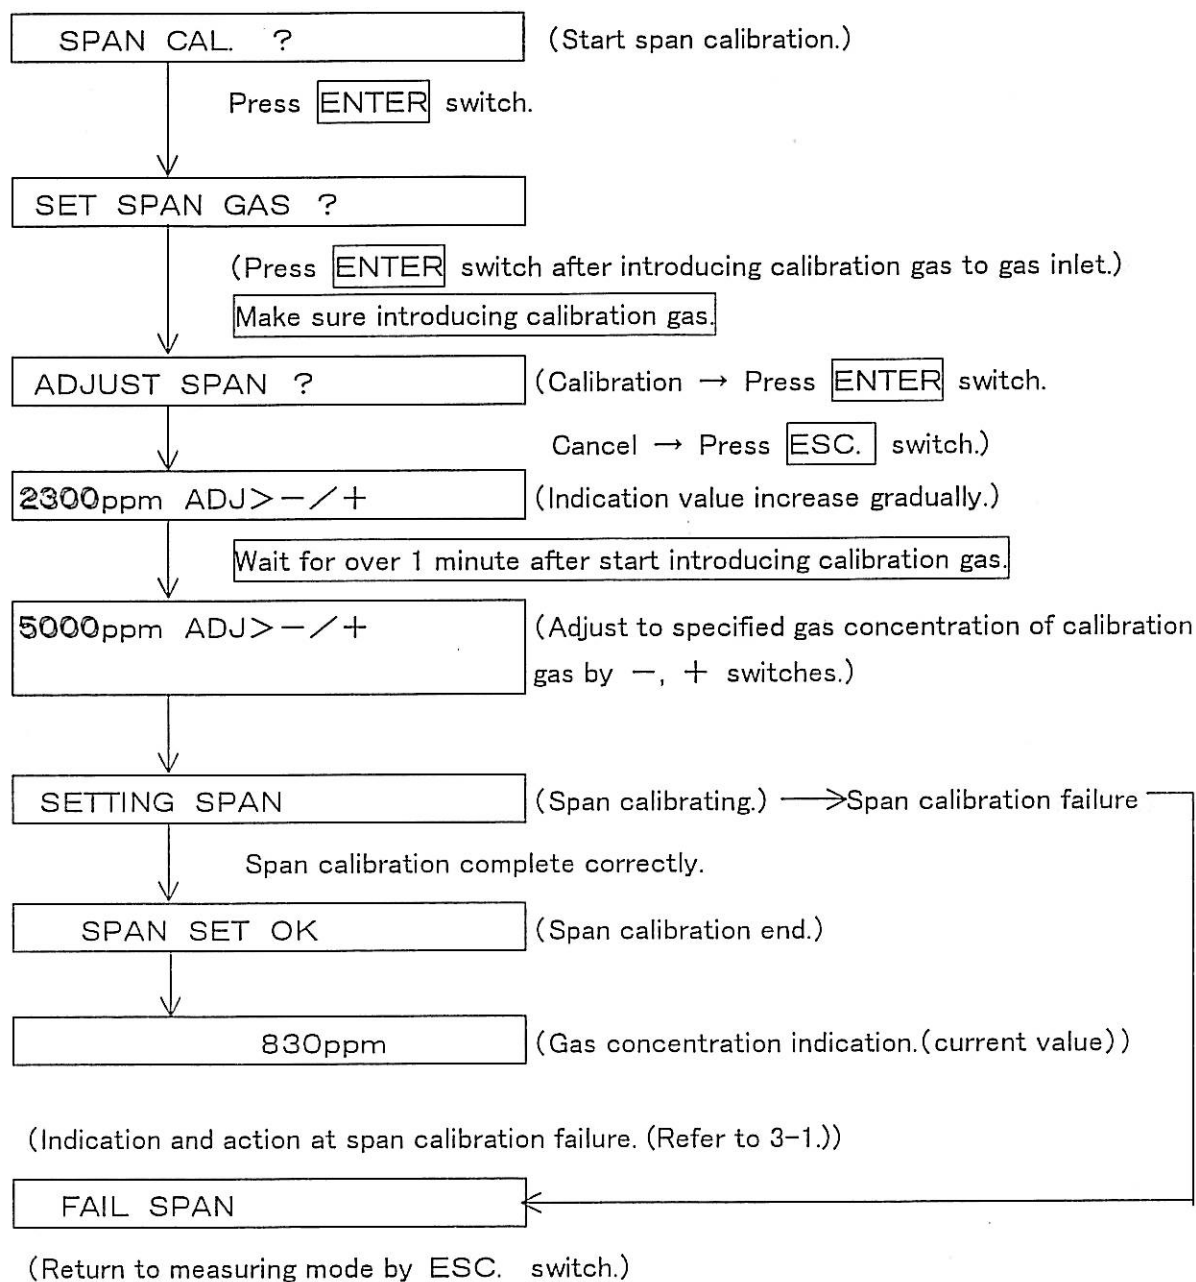 SPAN CAL. ? (Start span calibration.)
Press ENTER switch.
SET SPAN GAS ?
(Press ENTER switch after introducing calibration gas to gas inlet.)
Make sure introducing calibration gas.
ADJUST SPAN ? (Calibration → Press ENTER switch.
Cancel → Press ESC. switch.)
2300ppm ADJ>－/＋ (Indication value increase gradually.)
Wait for over 1 minute after start introducing calibration gas.
5000ppm ADJ>－/＋ (Adjust to specified gas concentration of calibration
gas by －, ＋ switches.)
SETTING SPAN (Span calibrating.) → Span calibration failure
Span calibration complete correctly.
SPAN SET OK (Span calibration end.)
830ppm (Gas concentration indication.(current value))
(Indication and action at span calibration failure. (Refer to 3-1.))
FAIL SPAN
(Return to measuring mode by ESC. switch.)